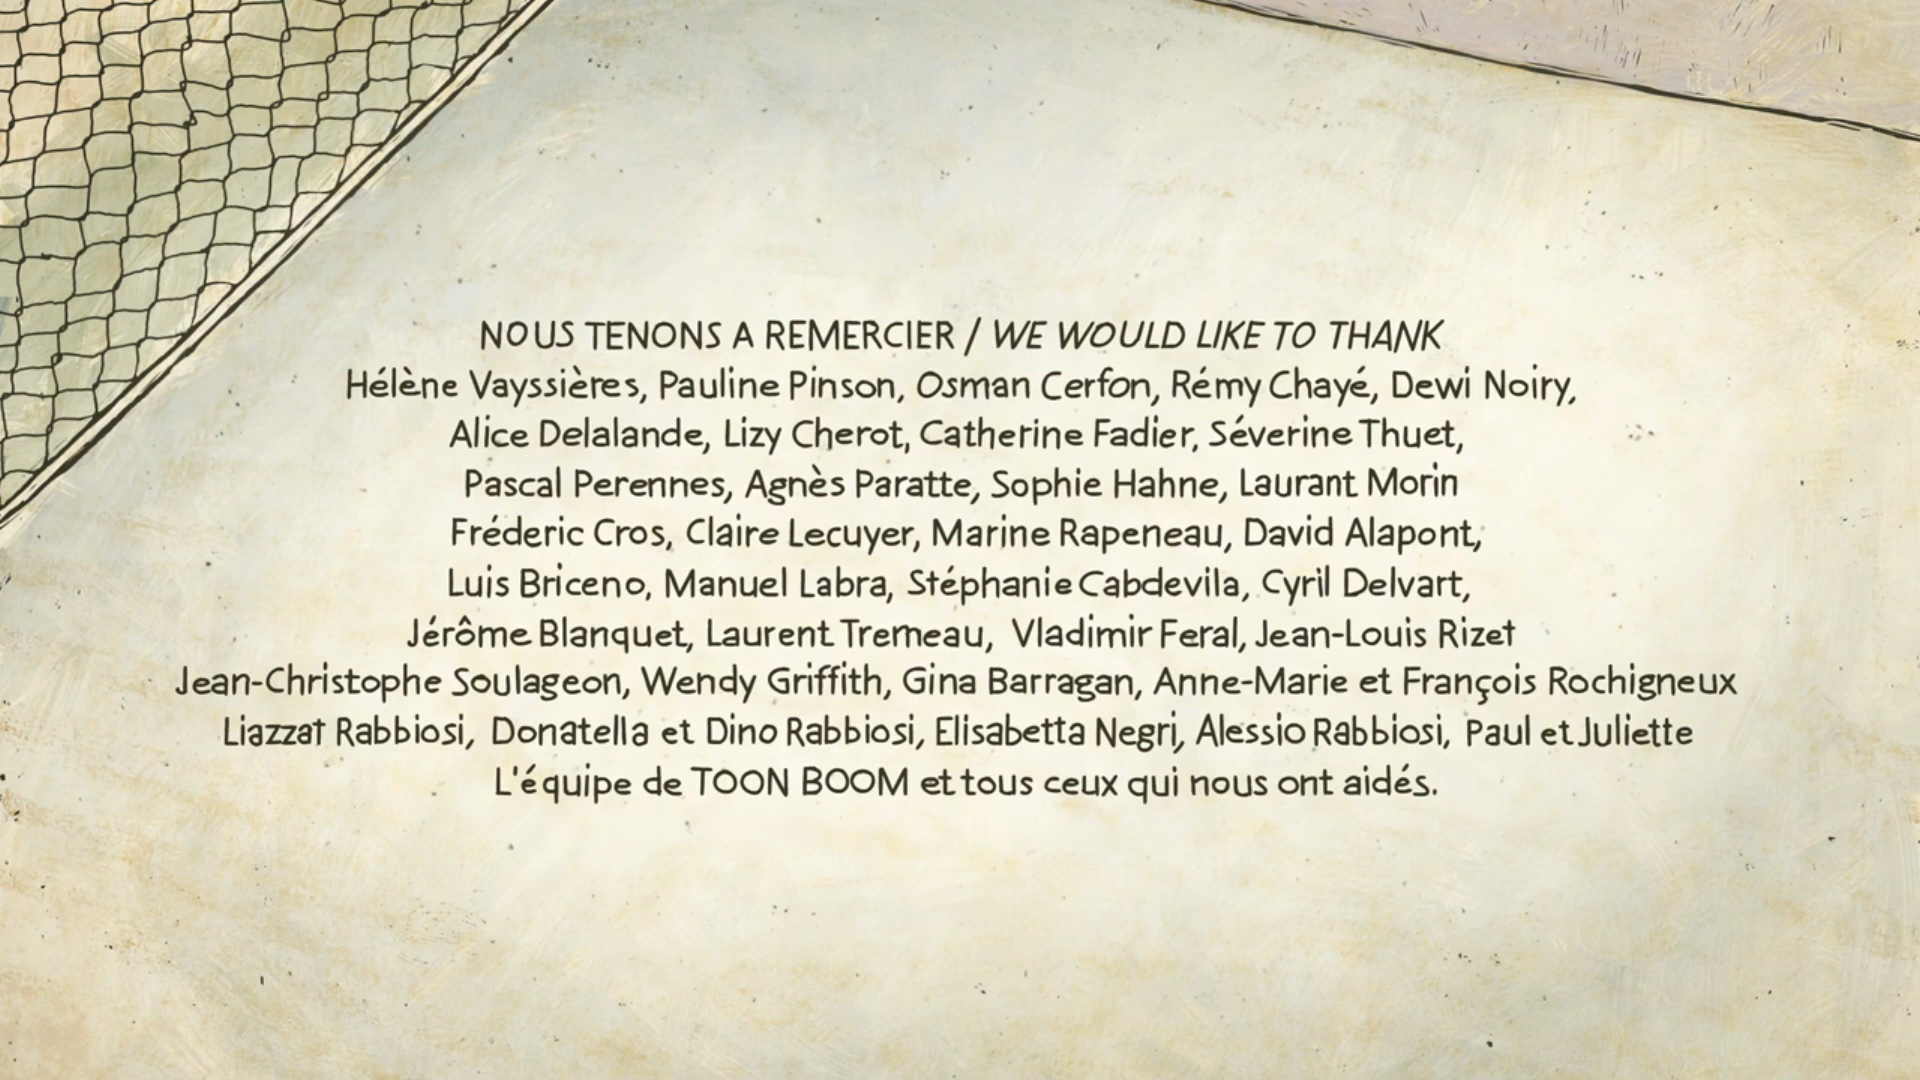 NOUS TENONS A REMERCIER / WE WOULD LIKE TO THANK
Hélène Vayssières, Pauline Pinson, Osman Cerfon, Rémy Chayé, Dewi Noiry,
Alice Delalande, Lizy Cherot, Catherine Fadier, Séverine Thuet,
Pascal Perennes, Agnès Paratte, Sophie Hahne, Laurant Morin
Fréderic Cros, Claire Lecuyer, Marine Rapeneau, David Alapont,
Luis Briceno, Manuel Labra, Stéphanie Cabdevila, Cyril Delvart,
Jérôme Blanquet, Laurent Tremeau, Vladimir Feral, Jean-Louis Rizet
Jean-Christophe Soulageon, Wendy Griffith, Gina Barragan, Anne-Marie et François Rochigneux
Liazzat Rabbiosi, Donatella et Dino Rabbiosi, Elisabetta Negri, Alessio Rabbiosi, Paul et Juliette
L'équipe de TOON BOOM et tous ceux qui nous ont aidés.